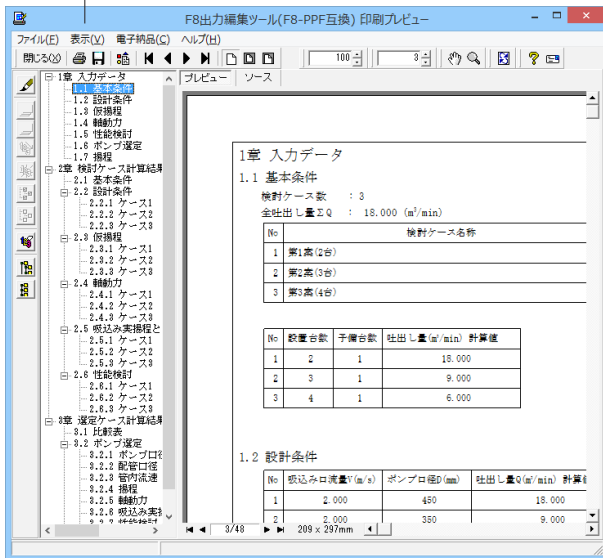 F8出力編集ツール(F8-PPF互換) 印刷プレビュー
ファイル(F) 表示(V) 電子納品(C) ヘルプ(H)
閉じる(X) 100 3
プレビュー ソース
1章 入力データ
1.1 基本条件
1.2 設計条件
1.3 仮揚程
1.4 軸動力
1.5 性能検討
1.6 ポンプ選定
1.7 揚程
2章 検討ケース計算結果
2.1 基本条件
2.2 設計条件
2.2.1 ケース1
2.2.2 ケース2
2.2.3 ケース3
2.3 仮揚程
2.3.1 ケース1
2.3.2 ケース2
2.3.3 ケース3
2.4 軸動力
2.4.1 ケース1
2.4.2 ケース2
2.4.3 ケース3
2.5 吸込み実揚程と
2.5.1 ケース1
2.5.2 ケース2
2.5.3 ケース3
2.6 性能検討
2.6.1 ケース1
2.6.2 ケース2
2.6.3 ケース3
3章 選定ケース計算結果
3.1 比較表
3.2 ポンプ選定
3.2.1 ポンプ口径
3.2.2 配管口径
3.2.3 管内流速
3.2.4 揚程
3.2.5 軸動力
3.2.6 吸込み実揚
3.2.7 性能検討
1章 入力データ
1.1 基本条件
検討ケース数 : 3
全吐出し量ΣQ : 18.000 (m³/min)
No 検討ケース名称
1 第1案(2台)
2 第2案(3台)
3 第3案(4台)
No 設置台数 予備台数 吐出し量(m³/min) 計算値
1 2 1 18.000
2 3 1 9.000
3 4 1 6.000
1.2 設計条件
No 吸込み口流量V(m/s) ポンプ口径D(mm) 吐出し量Q(m³/min) 計算値
1 2.000 450 18.000
2 2.000 350 9.000
3/48 209 x 297mm